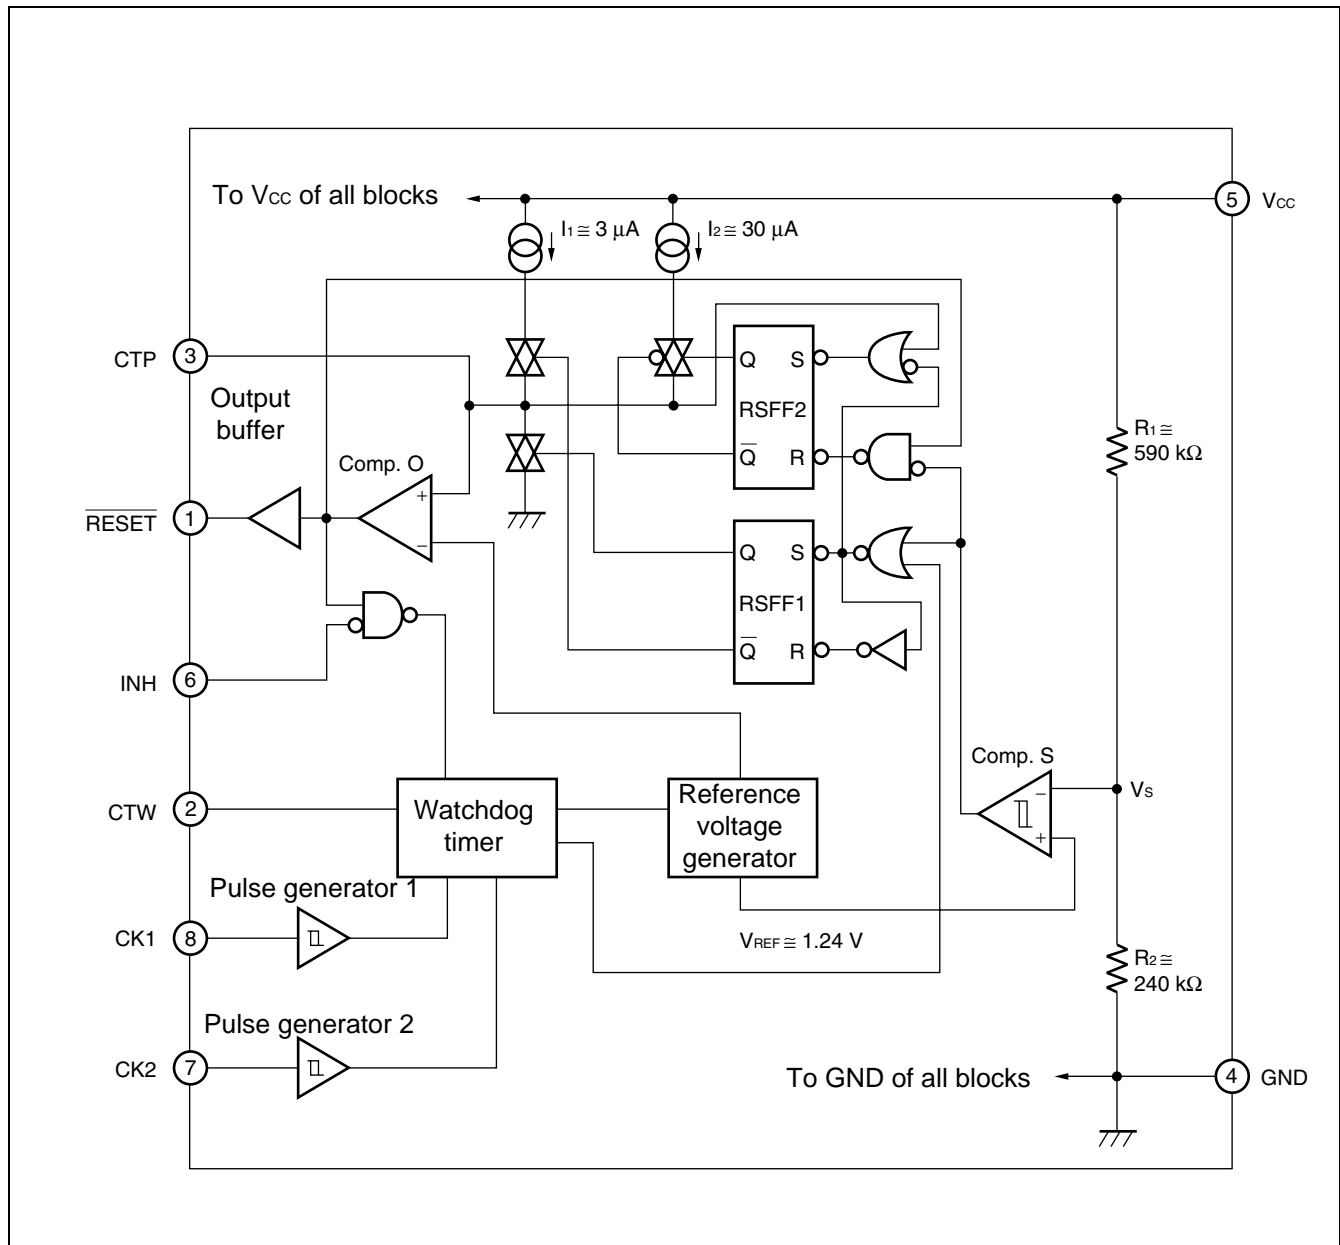 To VCC of all blocks
5
VCC
I1 ≅ 3 μA
I2 ≅ 30 μA
CTP
3
Output
buffer
Comp. O
+
−
RESET
1
Q
S
RSFF2
Q
R
R1 ≅
590 kΩ
Q
S
RSFF1
Q
R
INH
6
CTW
2
Watchdog
timer
Reference
voltage
generator
Comp. S
−
+
VS
Pulse generator 1
CK1
8
VREF ≅ 1.24 V
R2 ≅
240 kΩ
Pulse generator 2
CK2
7
To GND of all blocks
4
GND